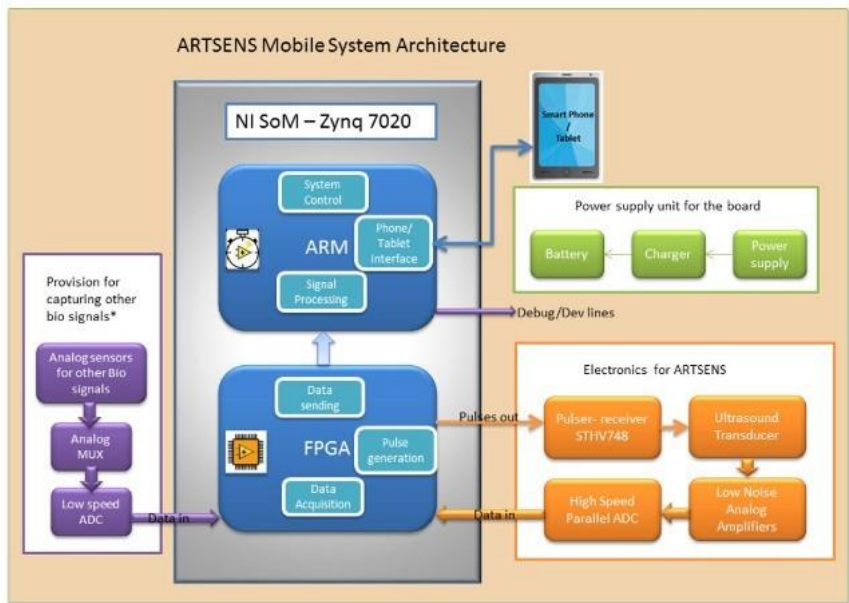 ARTSENS Mobile System Architecture
NI SoM – Zynq 7020
Smart Phone
/
Tablet
System
Control
ARM
Phone/
Tablet
Interface
Signal
Processing
Power supply unit for the board
Battery
Charger
Power
supply
Debug/Dev lines
Provision for
capturing other
bio signals*
Analog sensors
for other Bio
signals
Analog
MUX
Low speed
ADC
Data in
Data
sending
FPGA
Pulse
generation
Data
Acquisition
Pulses out
Data in
Electronics for ARTSENS
Pulser- receiver
STHV748
Ultrasound
Transducer
High Speed
Parallel ADC
Low Noise
Analog
Amplifiers